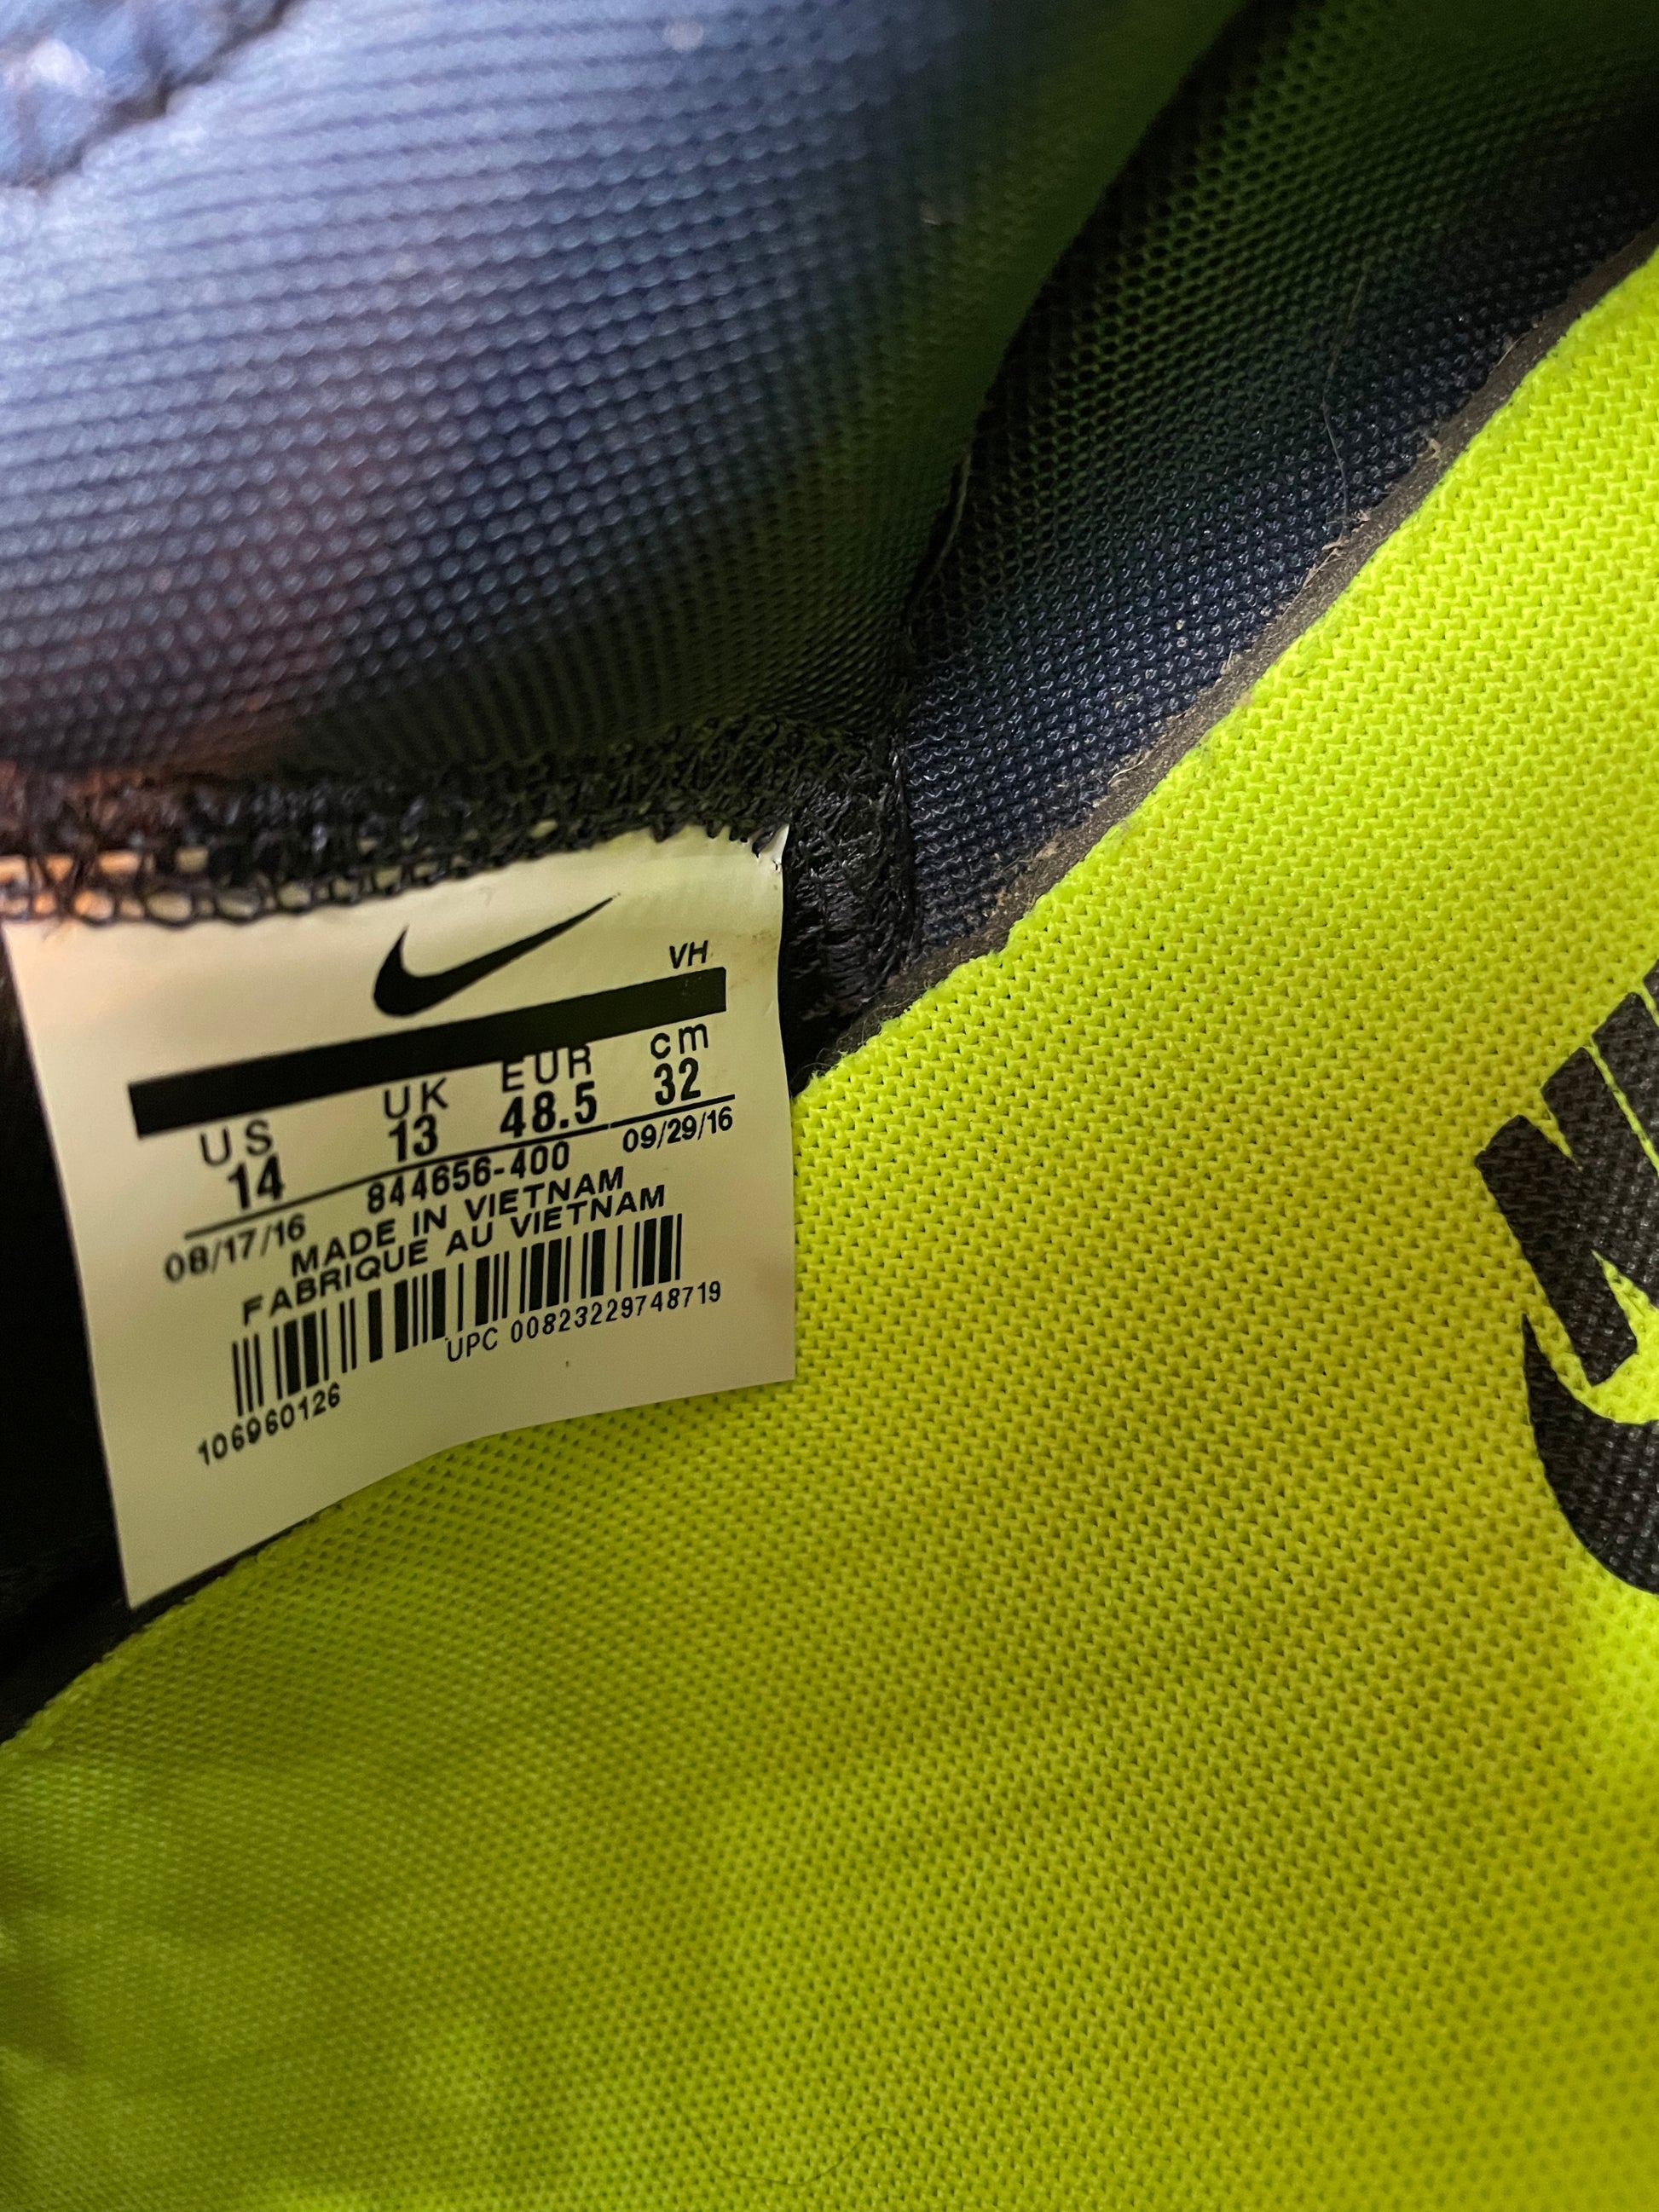 VH
US UK EUR cm
14 13 48.5 32
08/17/16 844656-400 09/29/16
MADE IN VIETNAM
FABRIQUE AU VIETNAM
UPC 00823229748719
106960126